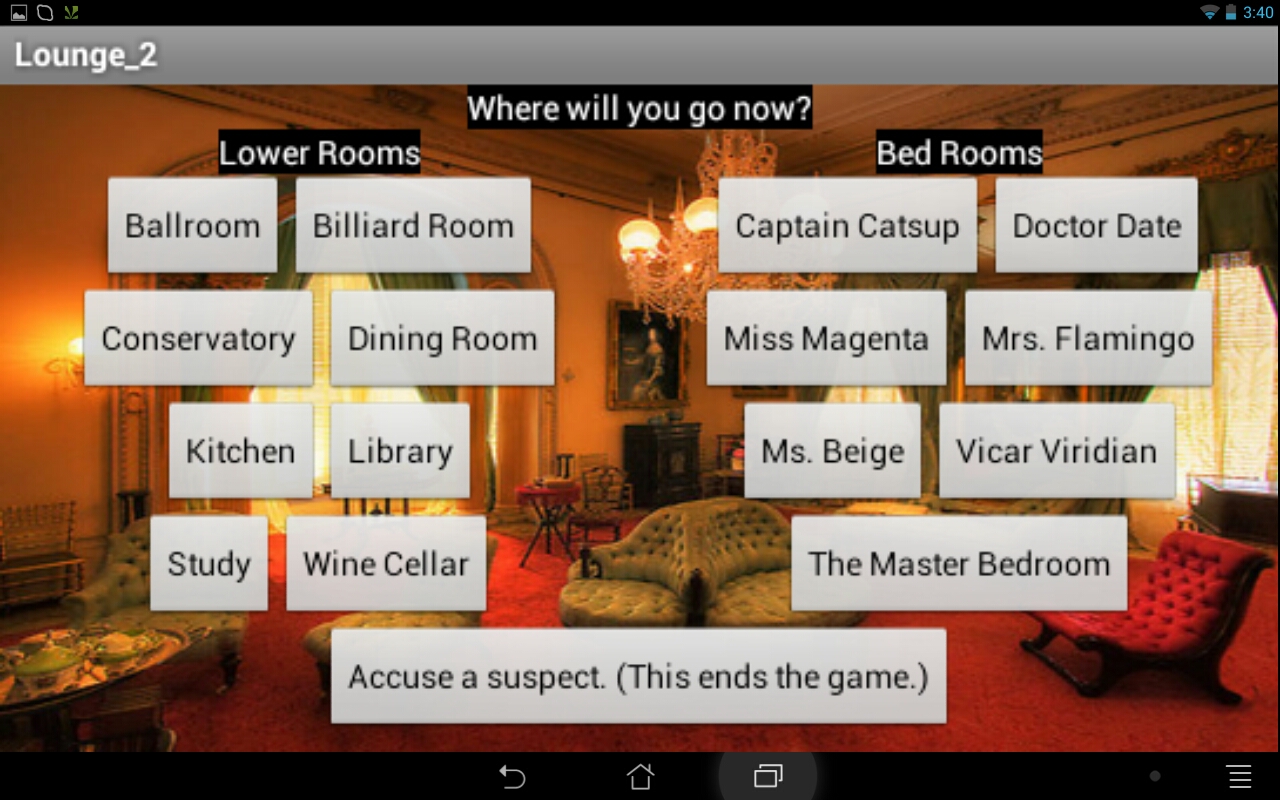 3:40
Lounge_2
Where will you go now?
Lower Rooms
Bed Rooms
Ballroom
Billiard Room
Captain Catsup
Doctor Date
Conservatory
Dining Room
Miss Magenta
Mrs. Flamingo
Kitchen
Library
Ms. Beige
Vicar Viridian
Study
Wine Cellar
The Master Bedroom
Accuse a suspect. (This ends the game.)